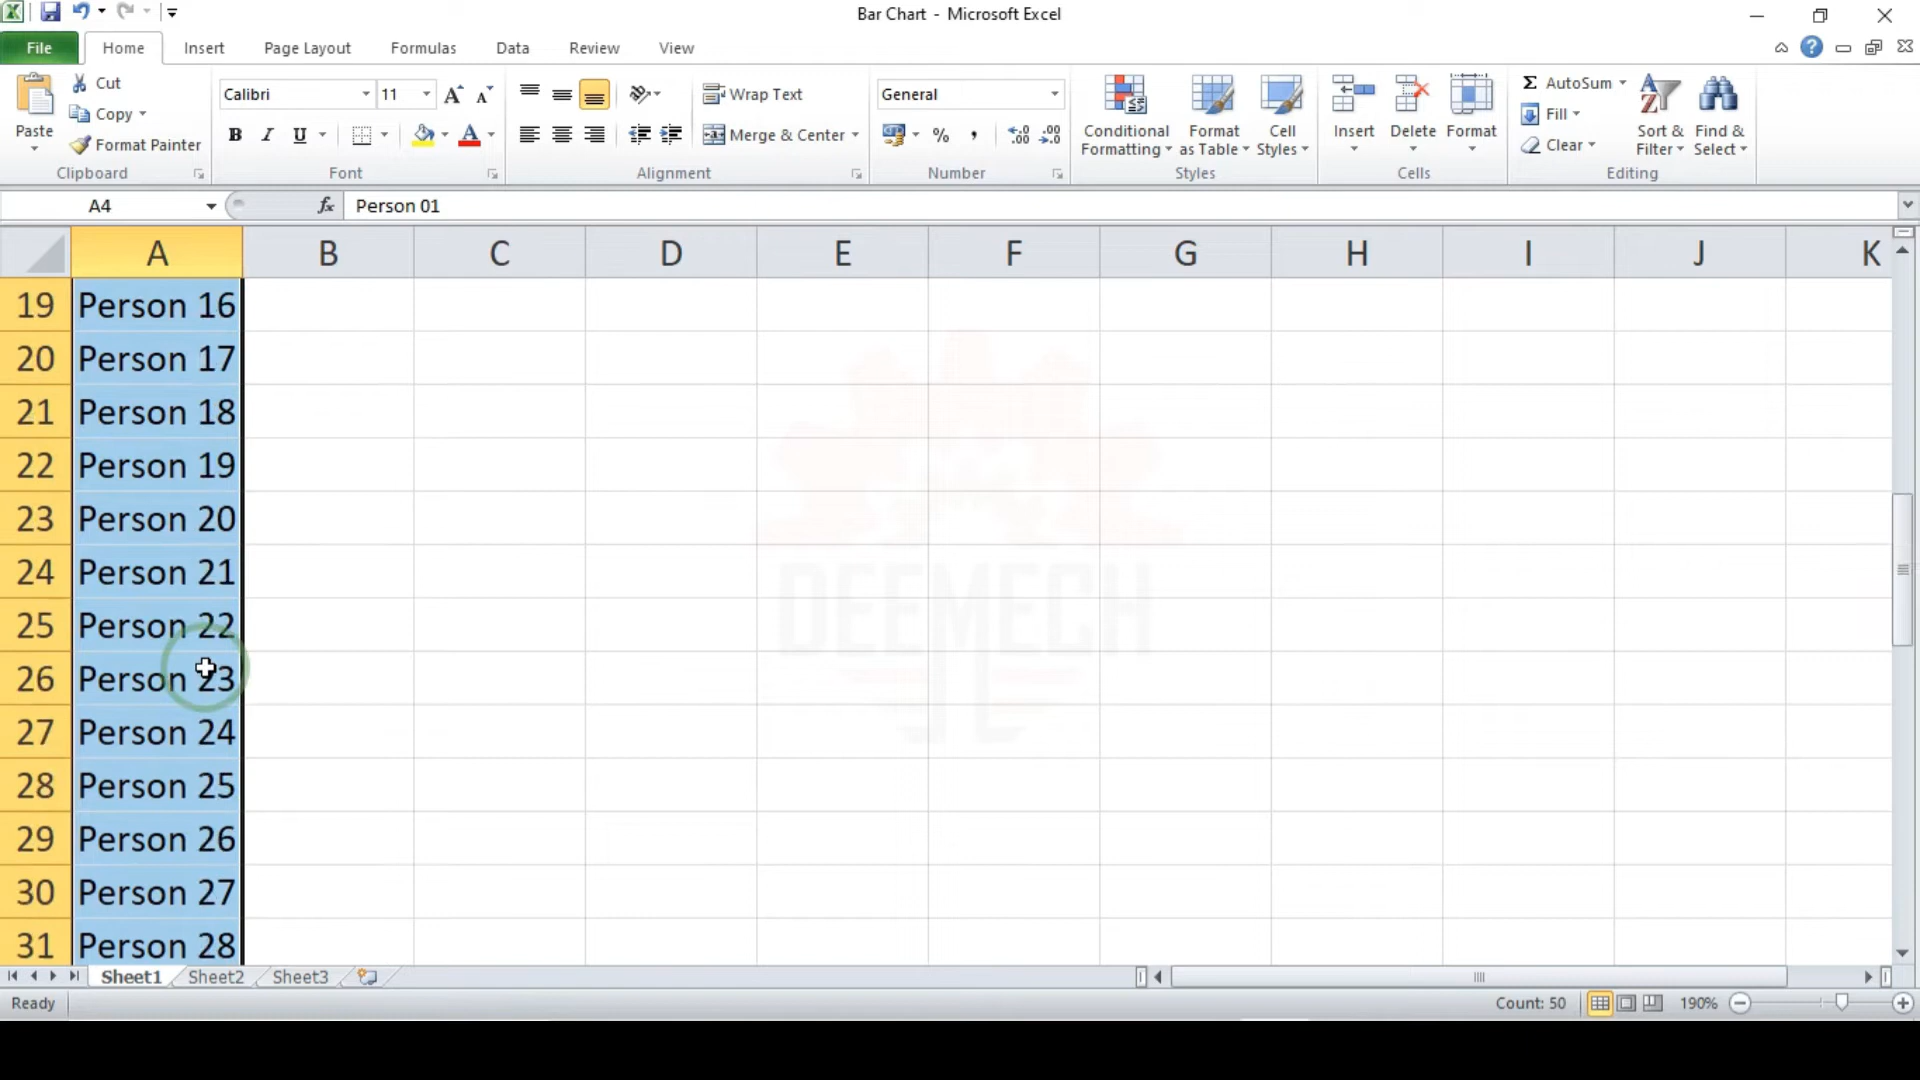 Bar Chart - Microsoft Excel
File Home Insert Page Layout Formulas Data Review View
Paste
Cut
Copy
Format Painter
Clipboard
Calibri 11
B I U A
Font
Wrap Text
Merge & Center
Alignment
General
% ,
Number
Conditional Formatting
Format as Table
Cell Styles
Styles
Insert Delete Format
Cells
Σ AutoSum
Fill
Clear
Sort & Filter
Find & Select
Editing
A4 fx Person 01
A B C D E F G H I J K
19 Person 16
20 Person 17
21 Person 18
22 Person 19
23 Person 20
24 Person 21
25 Person 22
26 Person 23
27 Person 24
28 Person 25
29 Person 26
30 Person 27
31 Person 28
DEEMECH
Sheet1 Sheet2 Sheet3
Ready Count: 50 190%